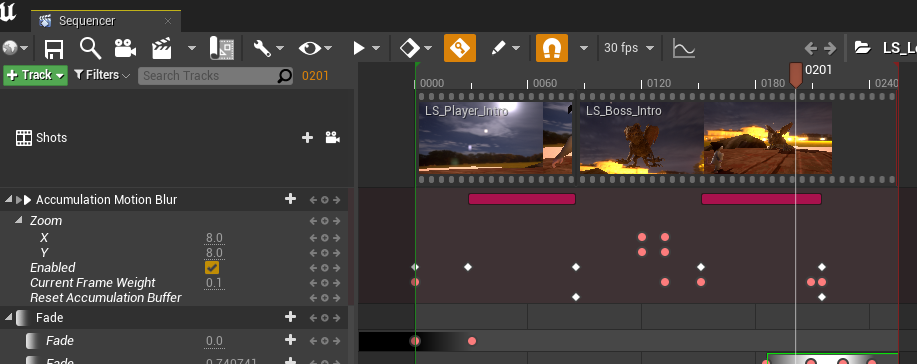 Sequencer
30 fps
LS_L
Track
Filters
Search Tracks
0201
0201
0000
0060
0120
0180
0240
Shots
LS_Player_Intro
LS_Boss_Intro
Accumulation Motion Blur
Zoom
X
8.0
Y
8.0
Enabled
Current Frame Weight
0.1
Reset Accumulation Buffer
Fade
Fade
0.0
Fade
0.740741